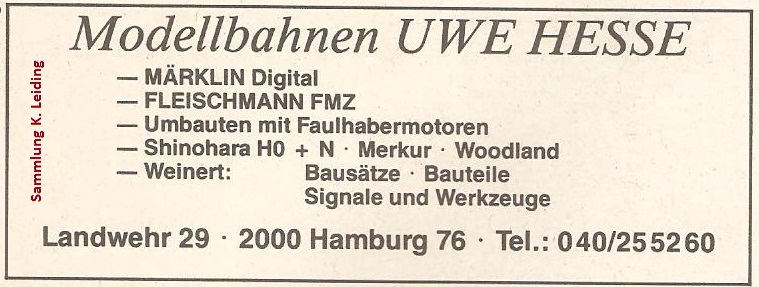 Modellbahnen UWE HESSE
— MÄRKLIN Digital
— FLEISCHMANN FMZ
— Umbauten mit Faulhabermotoren
— Shinohara H0 + N · Merkur · Woodland
— Weinert: Bausätze · Bauteile
Signale und Werkzeuge
Landwehr 29 · 2000 Hamburg 76 · Tel.: 040/255260
Sammlung K. Leiding